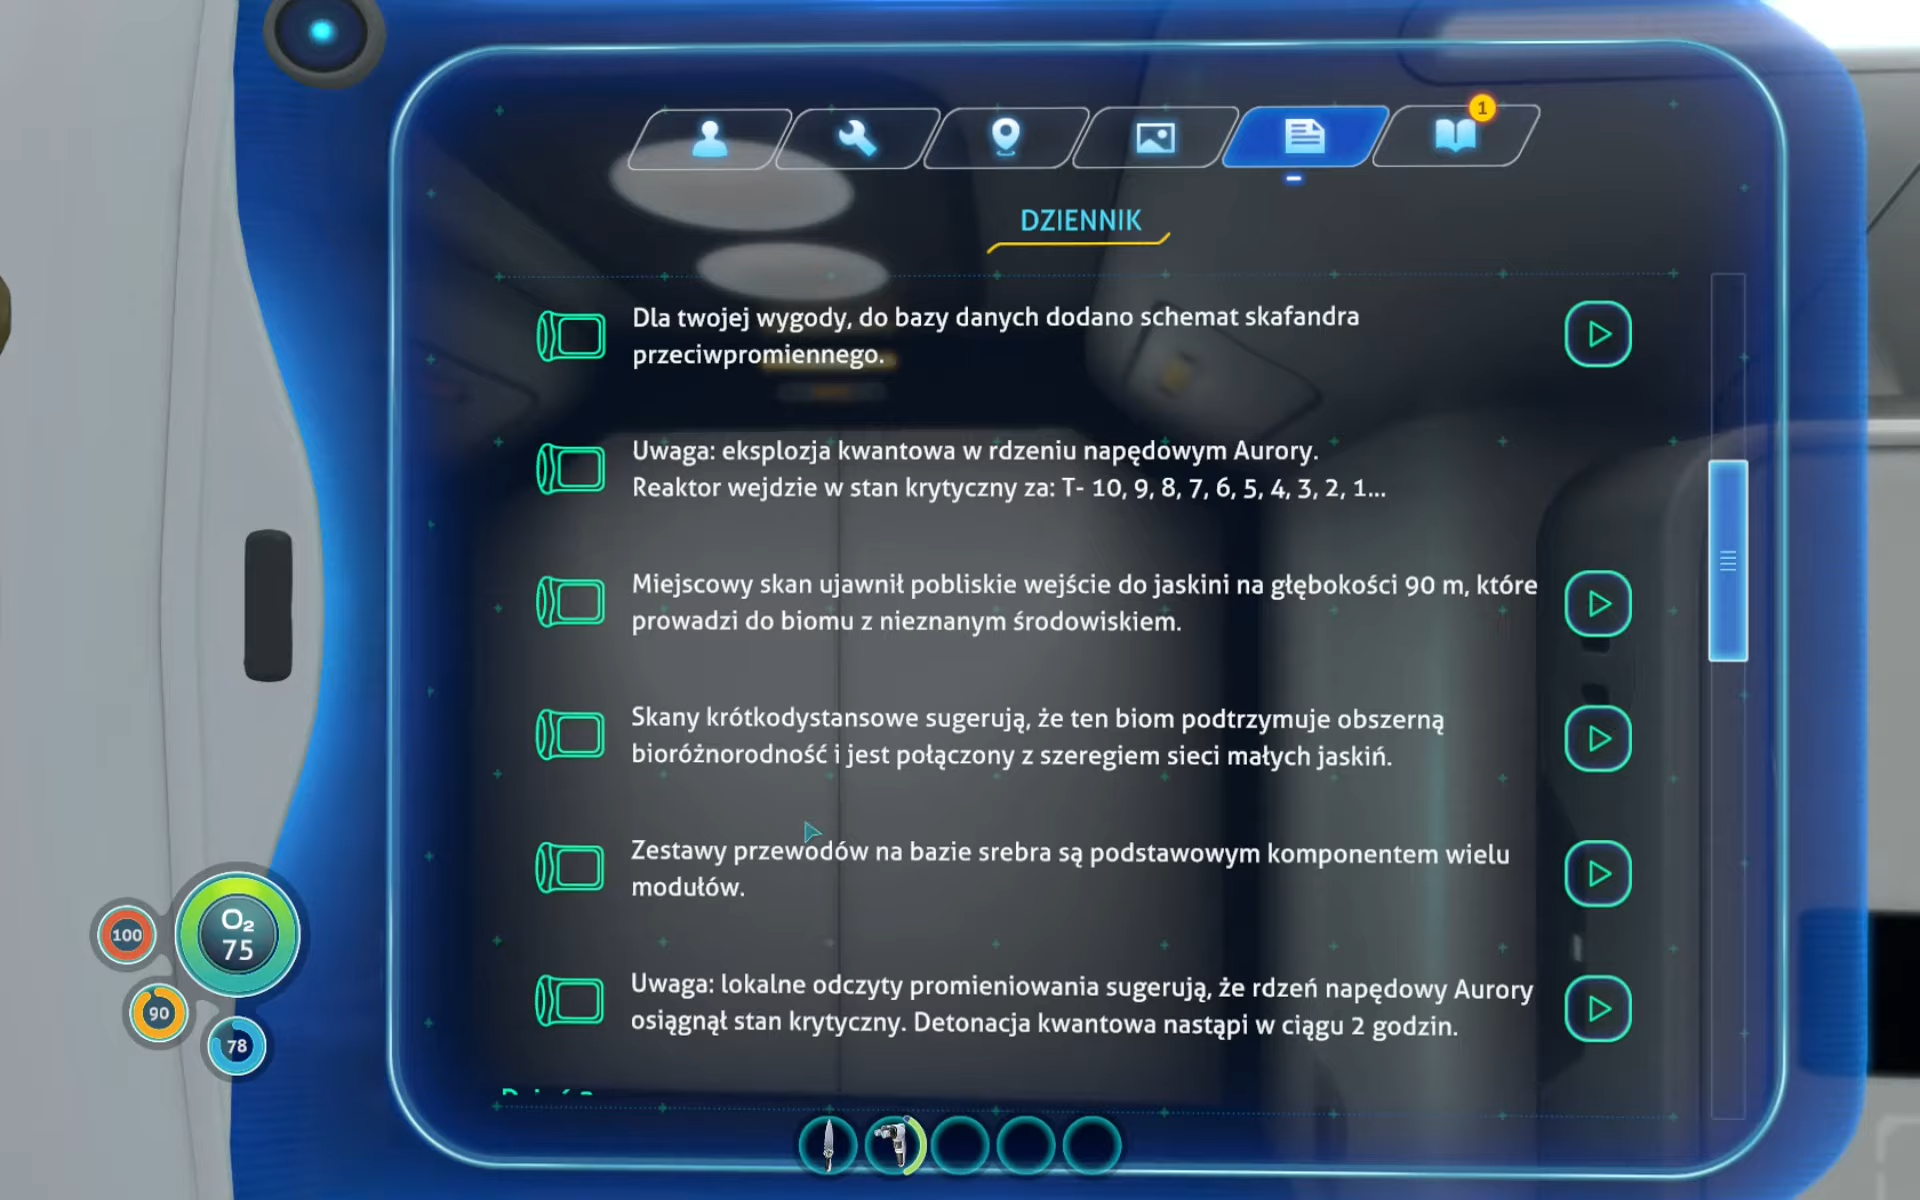 1
DZIENNIK
Dla twojej wygody, do bazy danych dodano schemat skafandra
przeciwpromiennego.
Uwaga: eksplozja kwantowa w rdzeniu napędowym Aurory.
Reaktor wejdzie w stan krytyczny za: T- 10, 9, 8, 7, 6, 5, 4, 3, 2, 1...
Miejscowy skan ujawnił pobliskie wejście do jaskini na głębokości 90 m, które
prowadzi do biomu z nieznanym środowiskiem.
Skany krótkodystansowe sugerują, że ten biom podtrzymuje obszerną
bioróżnorodność i jest połączony z szeregiem sieci małych jaskiń.
Zestawy przewodów na bazie srebra są podstawowym komponentem wielu
modułów.
Uwaga: lokalne odczyty promieniowania sugerują, że rdzeń napędowy Aurory
osiągnął stan krytyczny. Detonacja kwantowa nastąpi w ciągu 2 godzin.
O₂
75
100
90
78